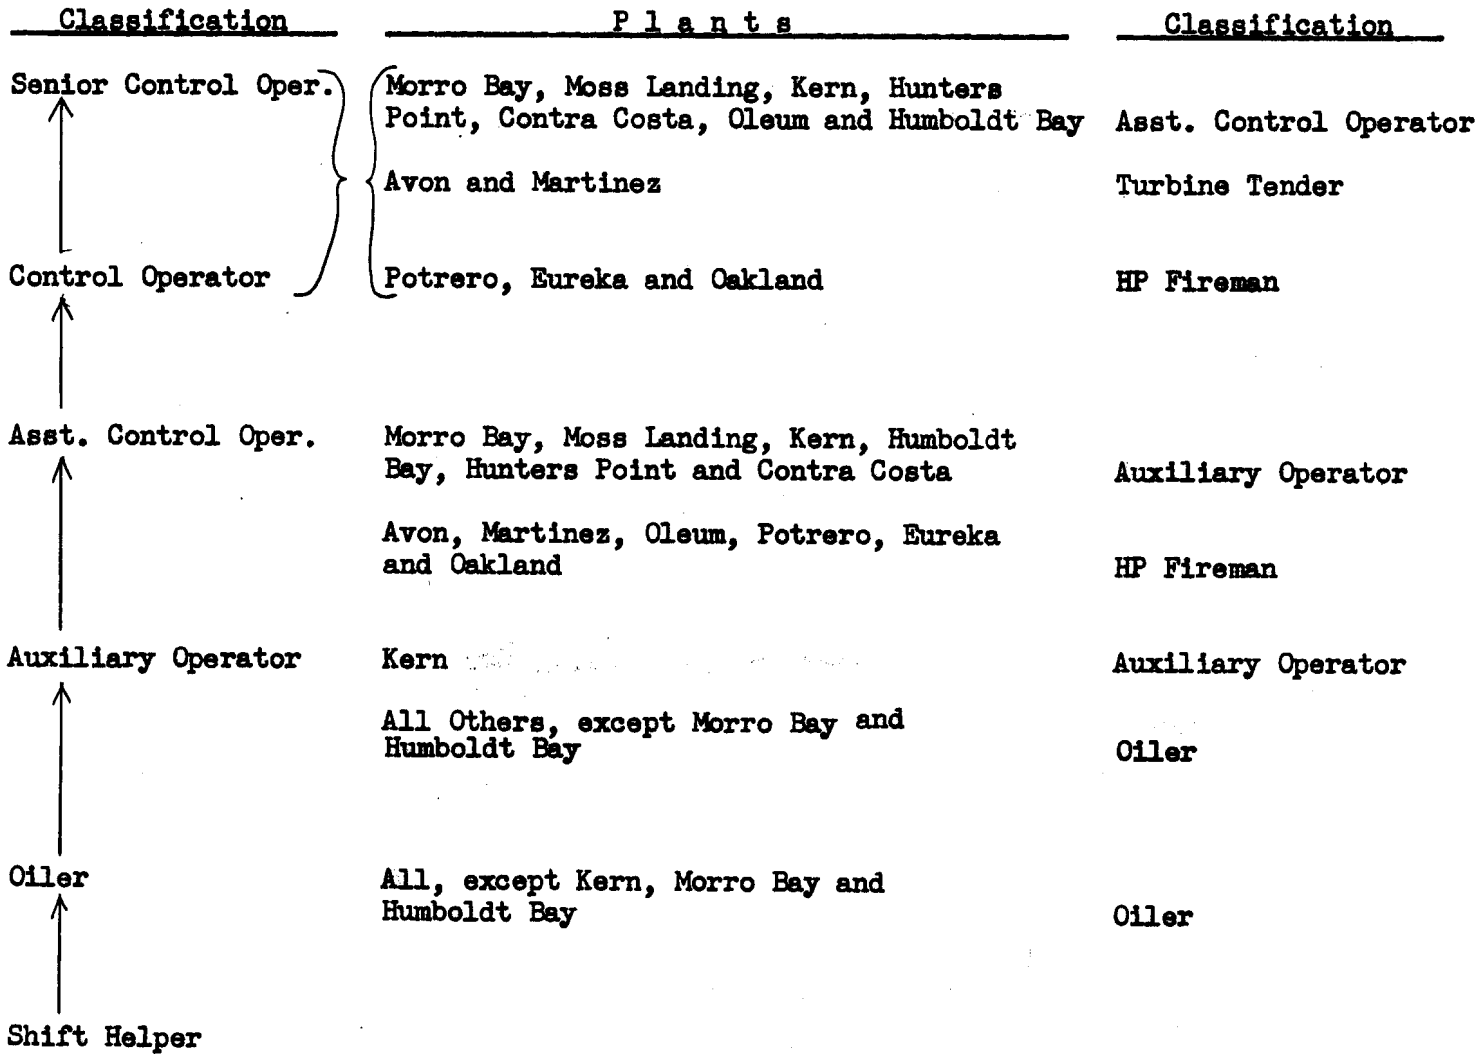 Classification Plants Classification
Senior Control Oper. Morro Bay, Moss Landing, Kern, Hunters
Point, Contra Costa, Oleum and Humboldt Bay Asst. Control Operator
Avon and Martinez Turbine Tender
Control Operator Potrero, Eureka and Oakland HP Fireman
Asst. Control Oper. Morro Bay, Moss Landing, Kern, Humboldt
Bay, Hunters Point and Contra Costa Auxiliary Operator
Avon, Martinez, Oleum, Potrero, Eureka
and Oakland HP Fireman
Auxiliary Operator Kern Auxiliary Operator
All Others, except Morro Bay and
Humboldt Bay Oiler
Oiler All, except Kern, Morro Bay and
Humboldt Bay Oiler
Shift Helper